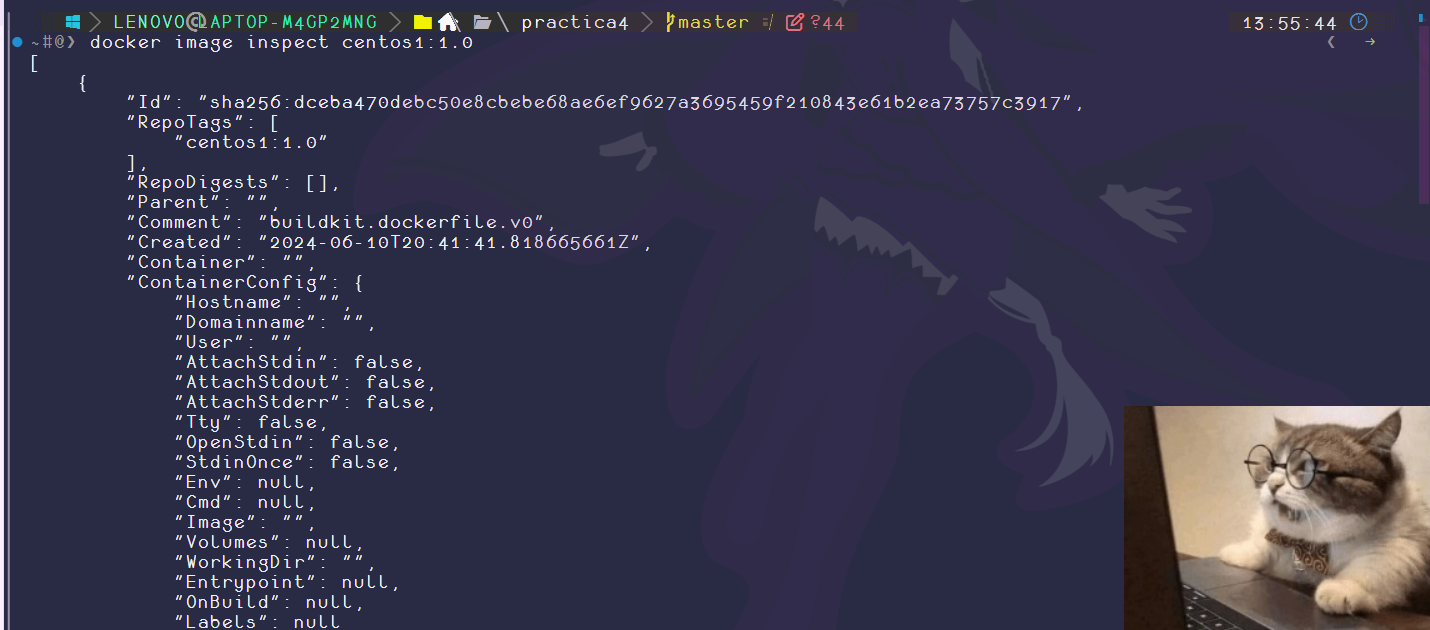 LENOVO@LAPTOP-M4GP2MNG practica4 master ?44 13:55:44
~#@❯ docker image inspect centos1:1.0
[
{
"Id": "sha256:dceba470debc50e8cbebe68ae6ef9627a3695459f210843e61b2ea73757c3917",
"RepoTags": [
"centos1:1.0"
],
"RepoDigests": [],
"Parent": "",
"Comment": "buildkit.dockerfile.v0",
"Created": "2024-06-10T20:41:41.818665661Z",
"Container": "",
"ContainerConfig": {
"Hostname": "",
"Domainname": "",
"User": "",
"AttachStdin": false,
"AttachStdout": false,
"AttachStderr": false,
"Tty": false,
"OpenStdin": false,
"StdinOnce": false,
"Env": null,
"Cmd": null,
"Image": "",
"Volumes": null,
"WorkingDir": "",
"Entrypoint": null,
"OnBuild": null,
"Labels": null